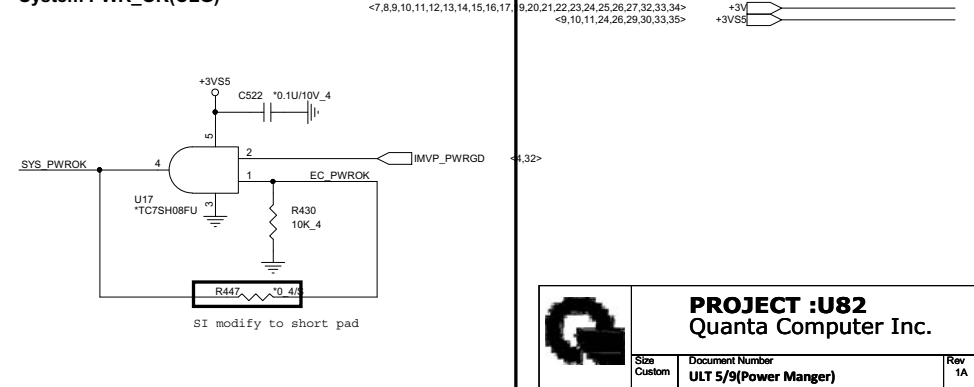 <7,8,9,10,11,12,13,14,15,16,17,19,20,21,22,23,24,25,26,27,32,33,34> +3V
<9,10,11,24,26,29,30,33,35> +3VS5
+3VS5
C522 *0.1U/10V_4
5
2
IMVP_PWRGD <4,32>
SYS_PWROK
4
1
EC_PWROK
U17
*TC7SH08FU
3
R430
10K_4
R447 *0_4/S
SI modify to short pad
PROJECT :U82
Quanta Computer Inc.
Size
Custom
Document Number
ULT 5/9(Power Manger)
Rev
1A